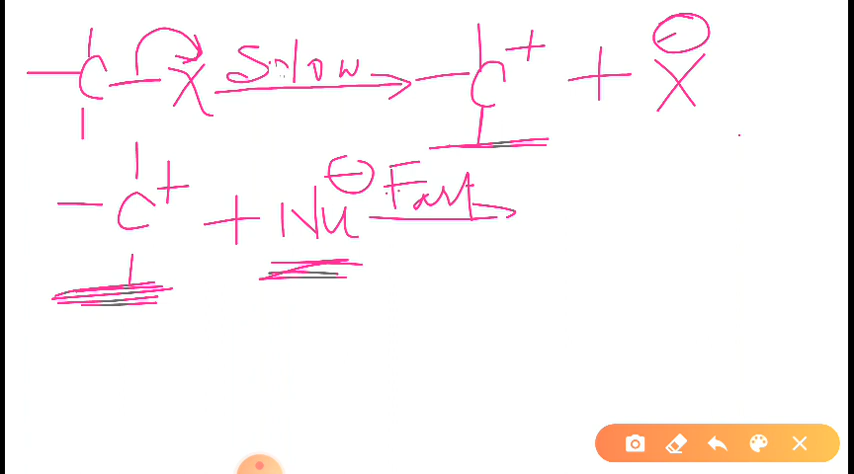 –C–X Slow → –C+ + X⊖
–C+ + Nu⊖ Fast →